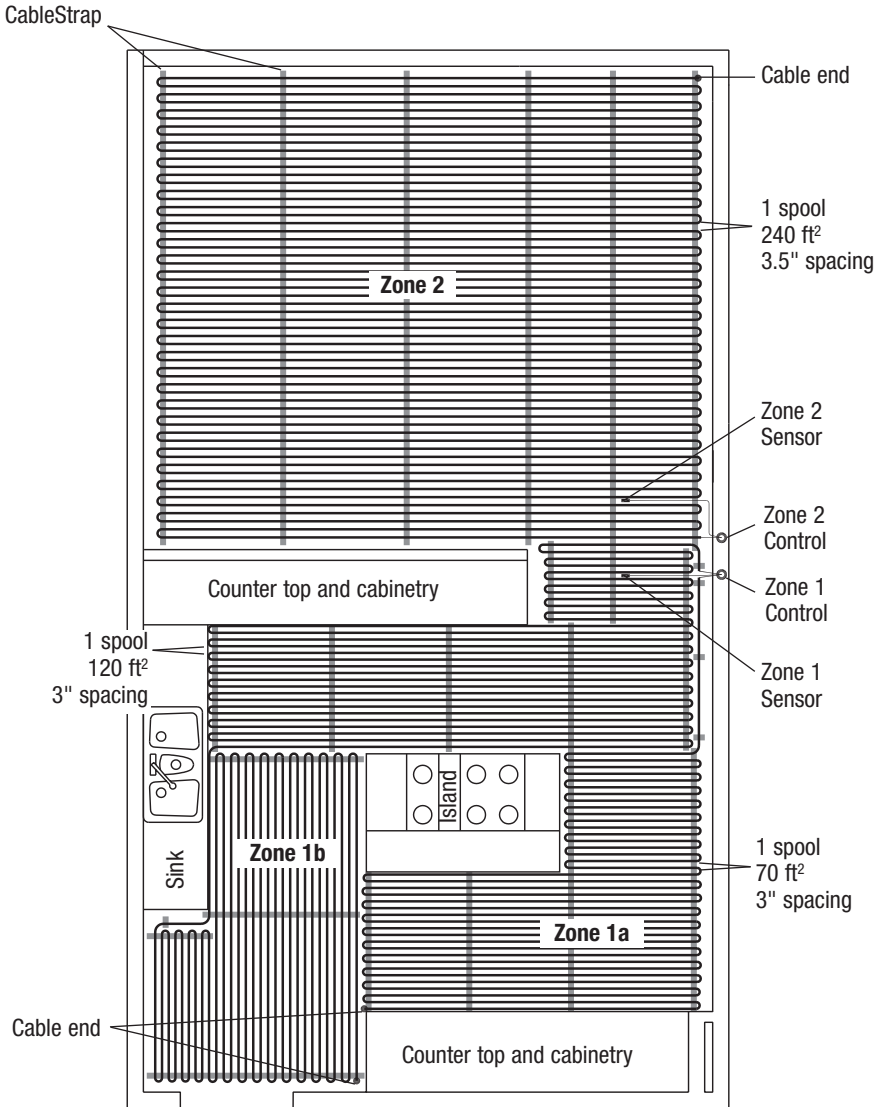 CableStrap
Cable end
1 spool
240 ft²
3.5" spacing
Zone 2
Zone 2
Sensor
Zone 2
Control
Counter top and cabinetry
Zone 1
Control
1 spool
120 ft²
3" spacing
Zone 1
Sensor
Island
Zone 1b
Sink
1 spool
70 ft²
3" spacing
Zone 1a
Cable end
Counter top and cabinetry